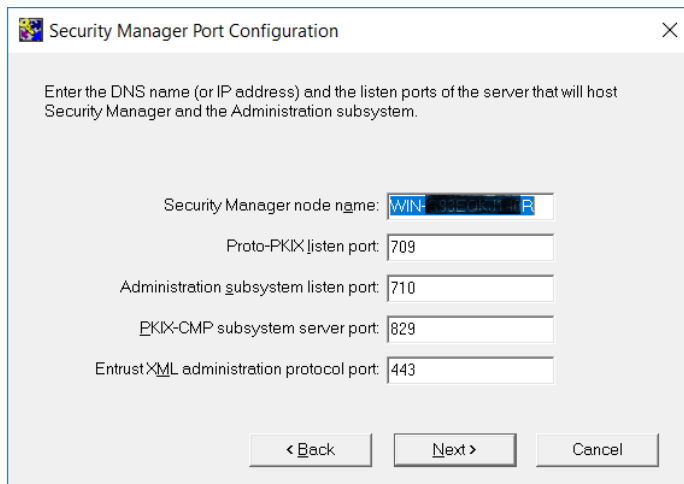 Security Manager Port Configuration
Enter the DNS name (or IP address) and the listen ports of the server that will host
Security Manager and the Administration subsystem.
Security Manager node name: WIN- R
Proto-PKIX listen port: 709
Administration subsystem listen port: 710
PKIX-CMP subsystem server port: 829
Entrust XML administration protocol port: 443
< Back Next > Cancel